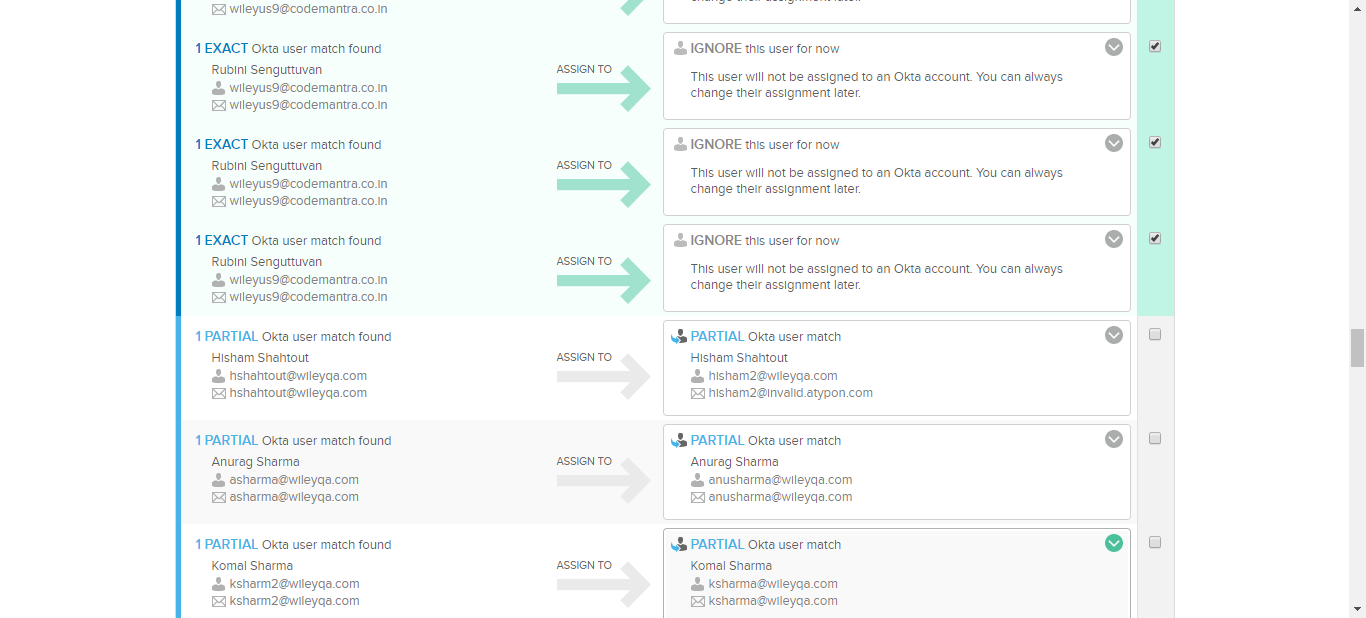 wileyus9@codemantra.co.in
1 EXACT Okta user match found
Rubini Senguttuvan
wileyus9@codemantra.co.in
wileyus9@codemantra.co.in
ASSIGN TO
IGNORE this user for now
This user will not be assigned to an Okta account. You can always
change their assignment later.
1 EXACT Okta user match found
Rubini Senguttuvan
wileyus9@codemantra.co.in
wileyus9@codemantra.co.in
ASSIGN TO
IGNORE this user for now
This user will not be assigned to an Okta account. You can always
change their assignment later.
1 EXACT Okta user match found
Rubini Senguttuvan
wileyus9@codemantra.co.in
wileyus9@codemantra.co.in
ASSIGN TO
IGNORE this user for now
This user will not be assigned to an Okta account. You can always
change their assignment later.
1 PARTIAL Okta user match found
Hisham Shahtout
hshahtout@wileyqa.com
hshahtout@wileyqa.com
ASSIGN TO
PARTIAL Okta user match
Hisham Shahtout
hisham2@wileyqa.com
hisham2@invalid.atypon.com
1 PARTIAL Okta user match found
Anurag Sharma
asharma@wileyqa.com
asharma@wileyqa.com
ASSIGN TO
PARTIAL Okta user match
Anurag Sharma
anusharma@wileyqa.com
anusharma@wileyqa.com
1 PARTIAL Okta user match found
Komal Sharma
ksharm2@wileyqa.com
ksharm2@wileyqa.com
ASSIGN TO
PARTIAL Okta user match
Komal Sharma
ksharma@wileyqa.com
ksharma@wileyqa.com